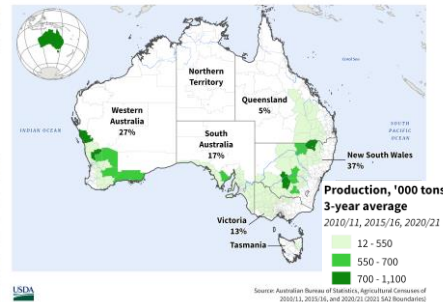 Northern
Territory
Queensland
5%
Western
Australia
27%
South
Australia
17%
INDIAN OCEAN
Coral Sea
SOUTH
PACIFIC
OCEAN
New South Wales
37%
Victoria
13%
Tasmania
Production, '000 tons
3-year average
2010/11, 2015/16, 2020/21
12 - 550
550 - 700
700 - 1,100
USDA
Source: Australian Bureau of Statistics, Agricultural Censuses of
2010/11, 2015/16, and 2020/21 (2021 SA2 Boundaries)